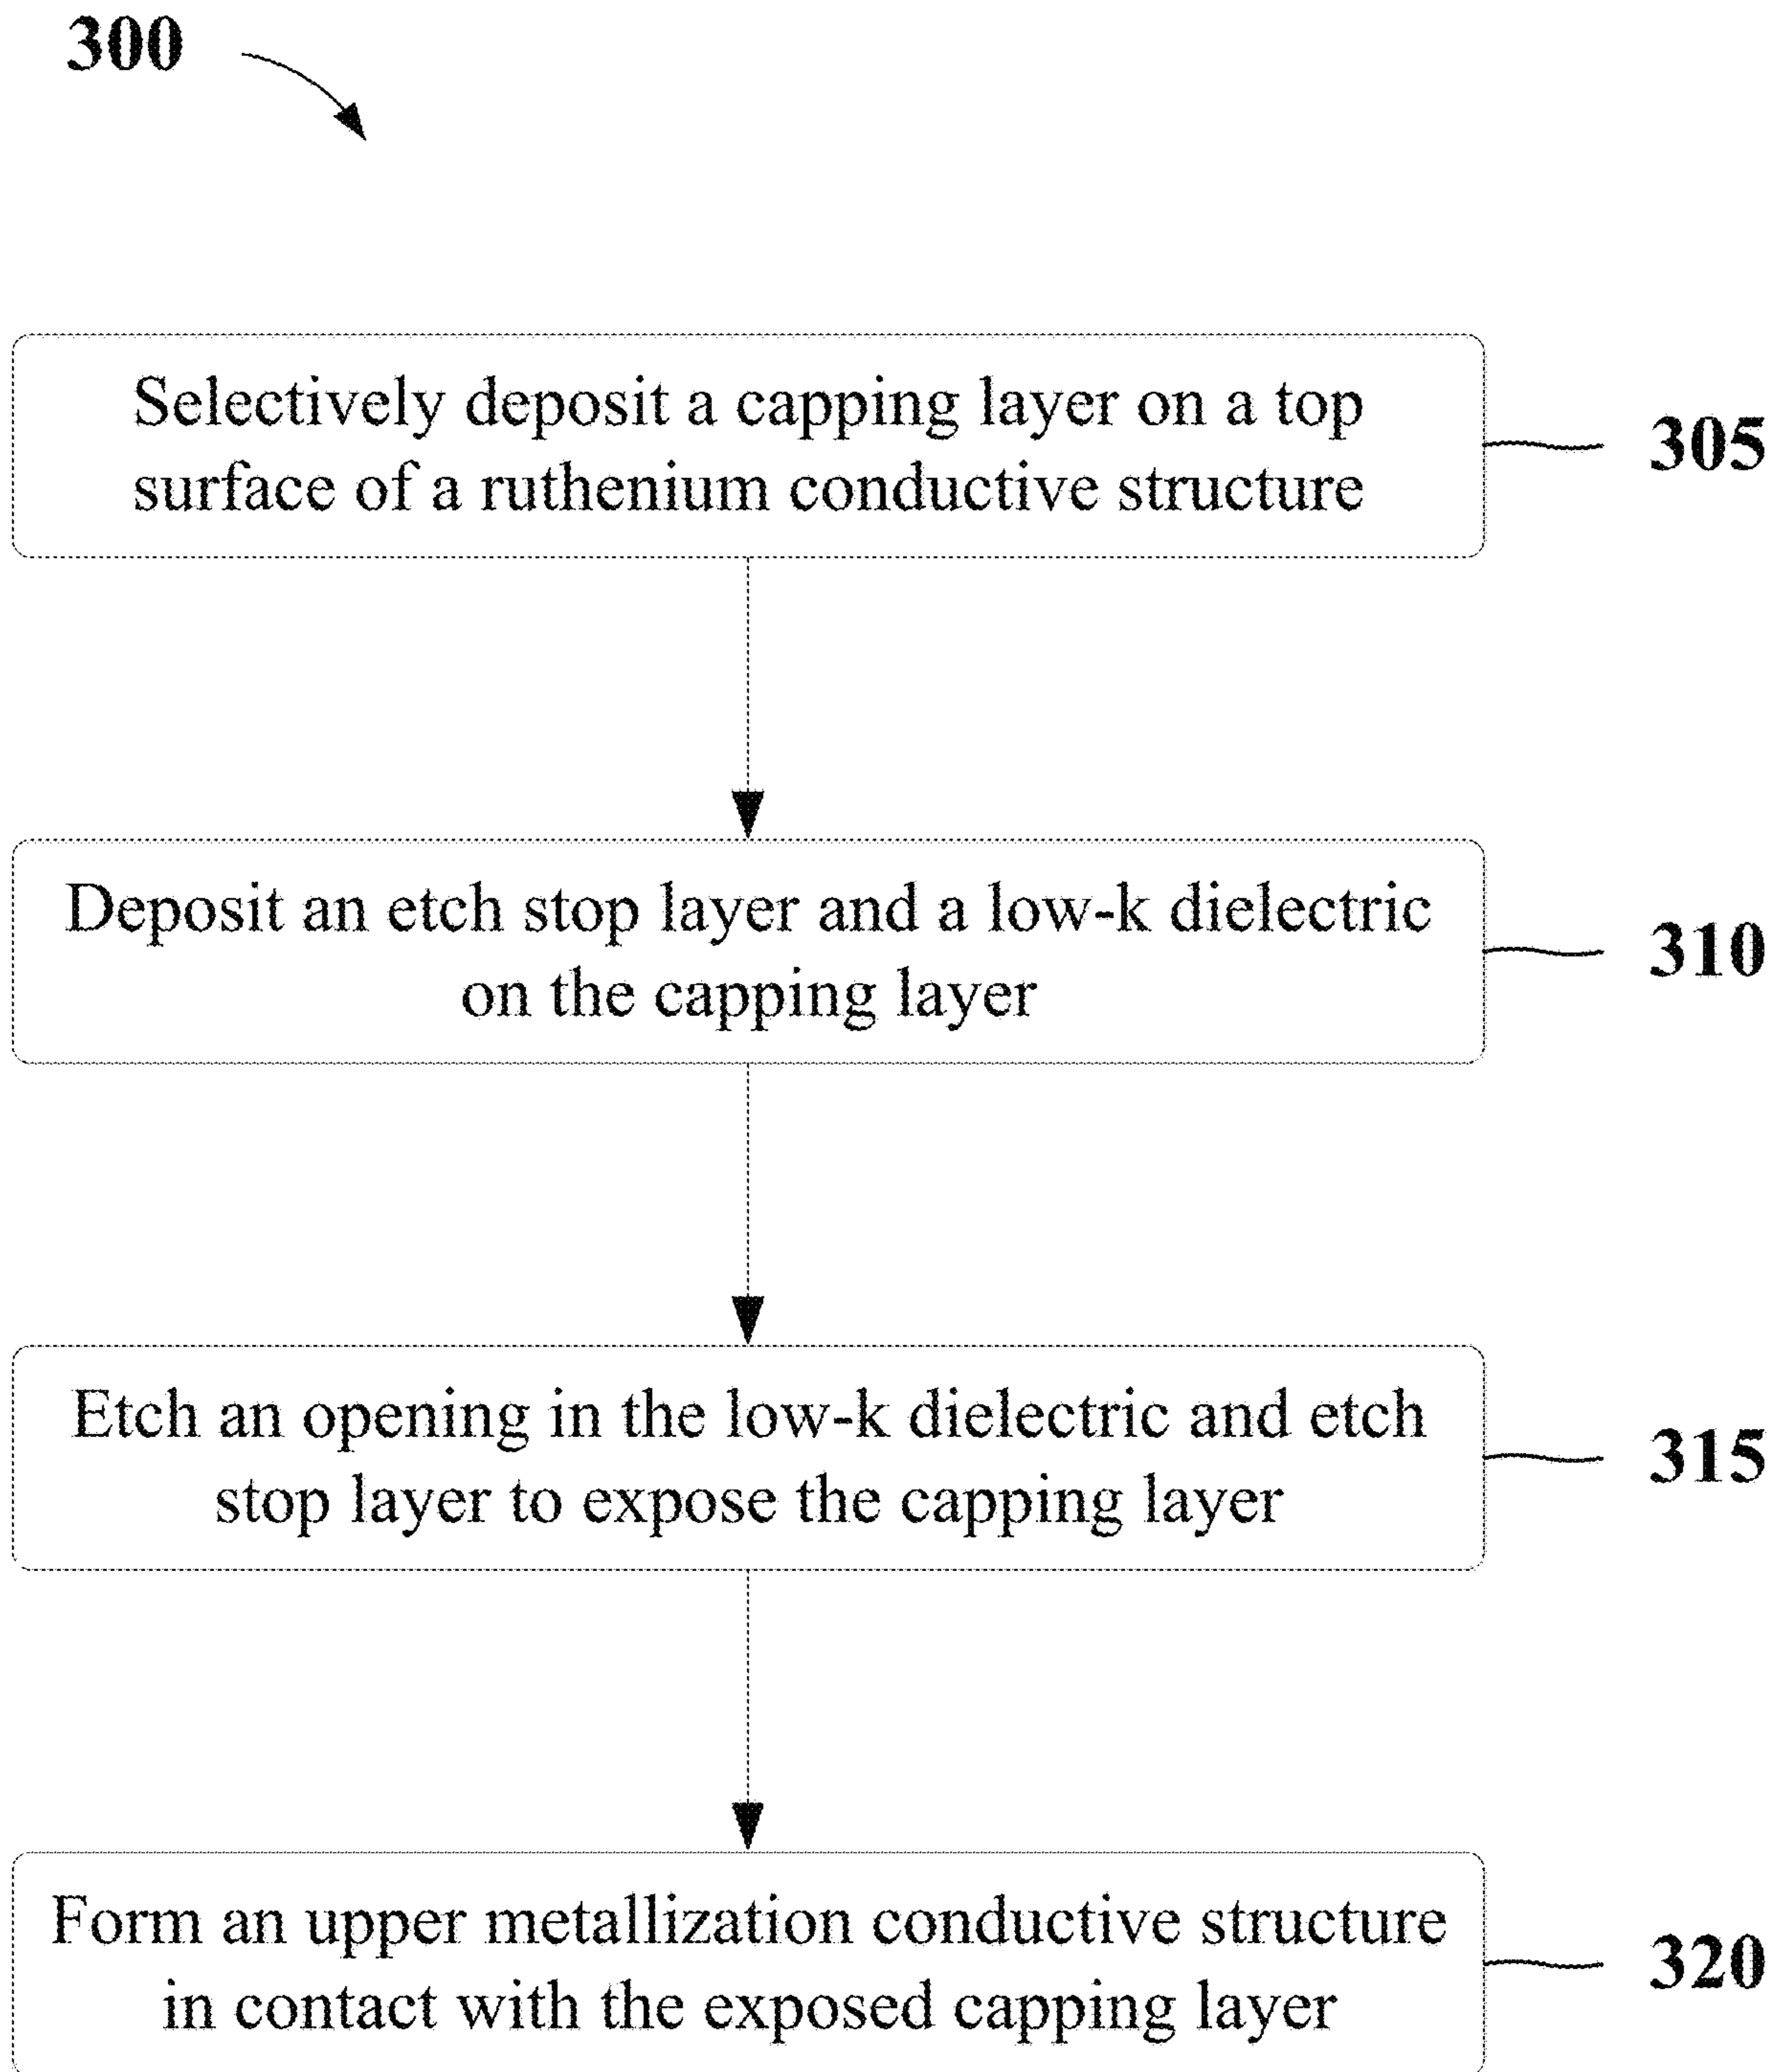 300
Selectively deposit a capping layer on a top
surface of a ruthenium conductive structure
305
Deposit an etch stop layer and a low-k dielectric
on the capping layer
310
Etch an opening in the low-k dielectric and etch
stop layer to expose the capping layer
315
Form an upper metallization conductive structure
in contact with the exposed capping layer
320